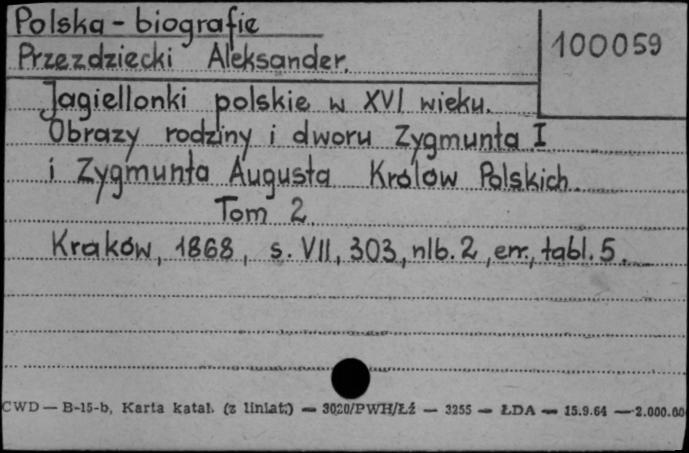 Polska - biografie
Przezdziecki Aleksander.
100059
Jagiellonki polskie w XVI wieku.
Obrazy rodziny i dworu Zygmunta I
i Zygmunta Augusta Królów Polskich.
Tom 2
Kraków, 1868, s. VII, 303, nlb. 2, err., tabl. 5.
CWD — B-15-b, Karta katal. (z liniat.) — 3020/PWH/Łź — 3255 — ŁDA — 15.9.64 — 2.000.00